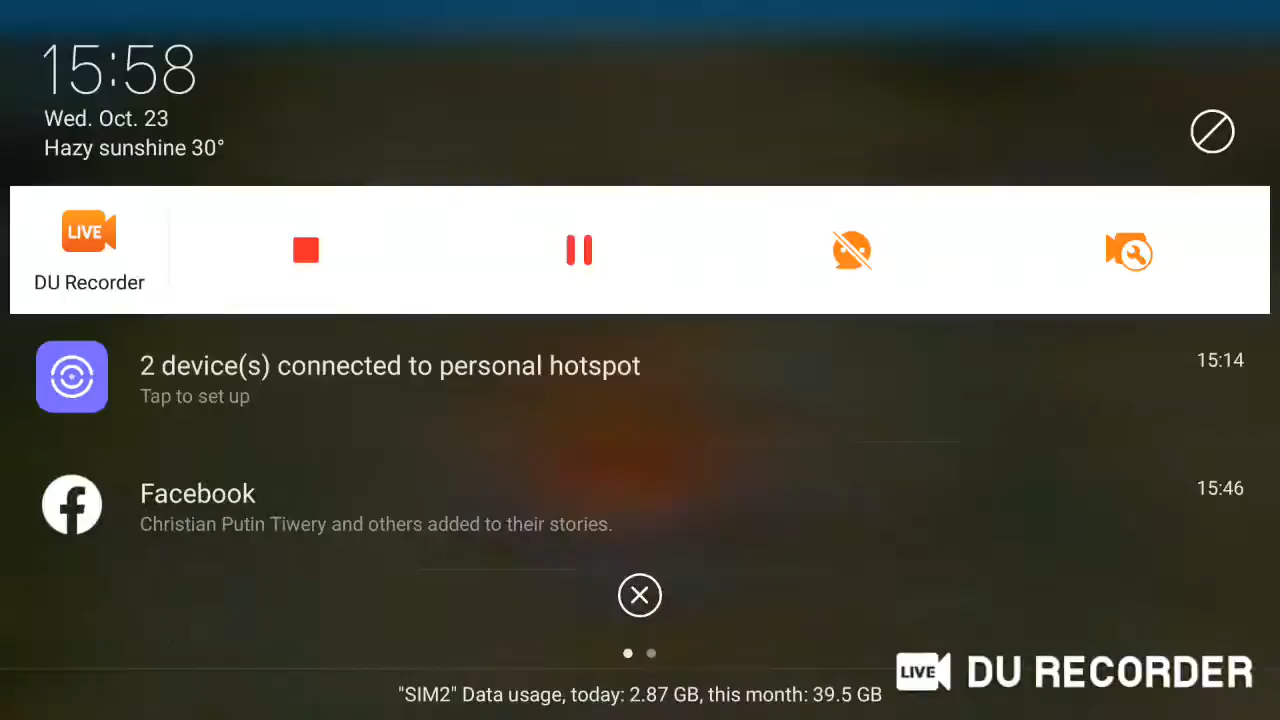 15:58
Wed. Oct. 23
Hazy sunshine 30°
LIVE
DU Recorder
2 device(s) connected to personal hotspot
15:14
Tap to set up
Facebook
15:46
Christian Putin Tiwery and others added to their stories.
LIVE DU RECORDER
"SIM2" Data usage, today: 2.87 GB, this month: 39.5 GB